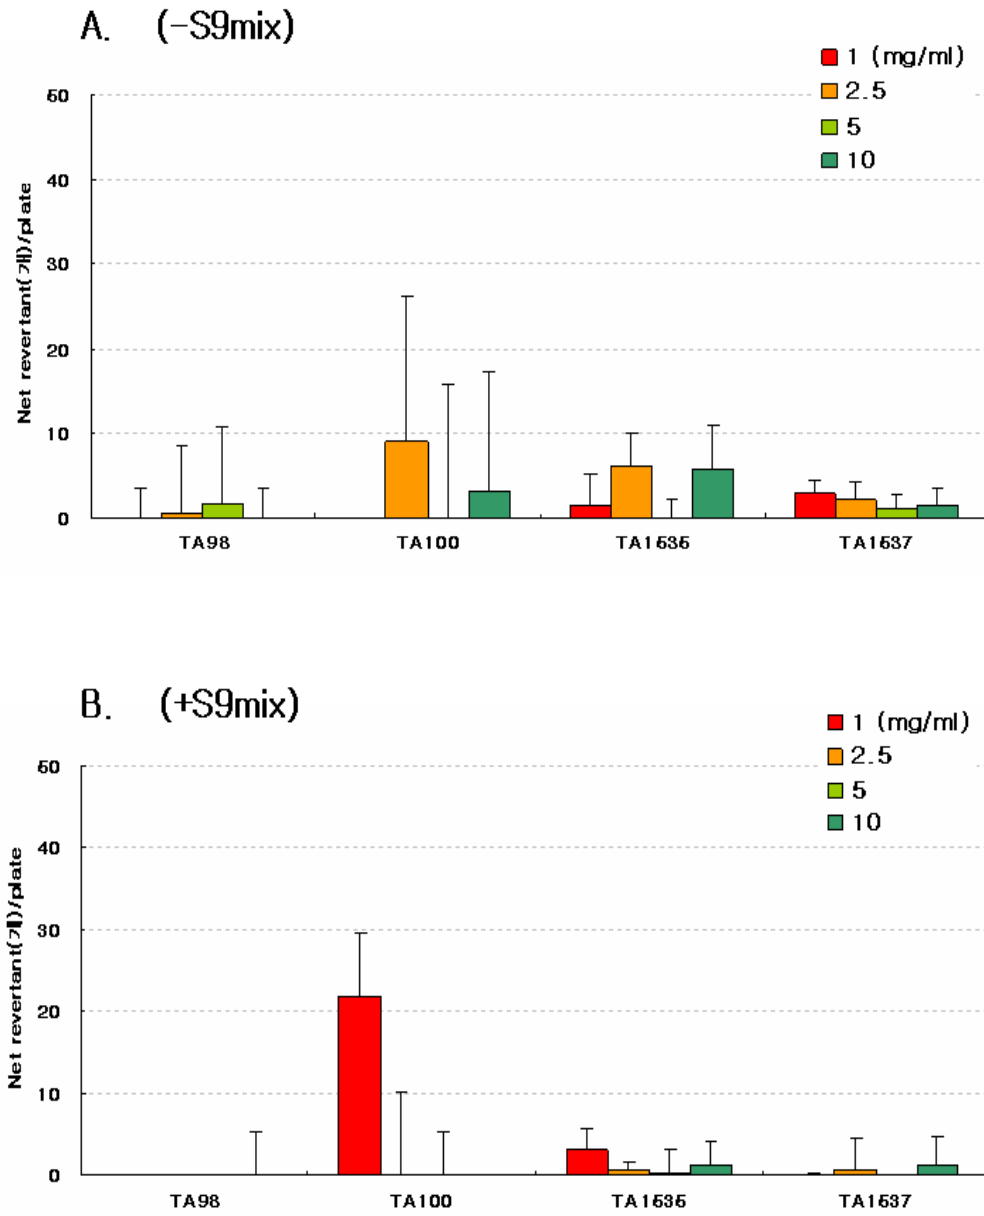 A. (-S9mix)
1 (mg/ml)
2.5
5
10
Net revertant(개)/plate
50
40
30
20
10
0
TA98 TA100 TA1535 TA1537
B. (+S9mix)
1 (mg/ml)
2.5
5
10
Net revertant(개)/plate
50
40
30
20
10
0
TA98 TA100 TA1535 TA1537